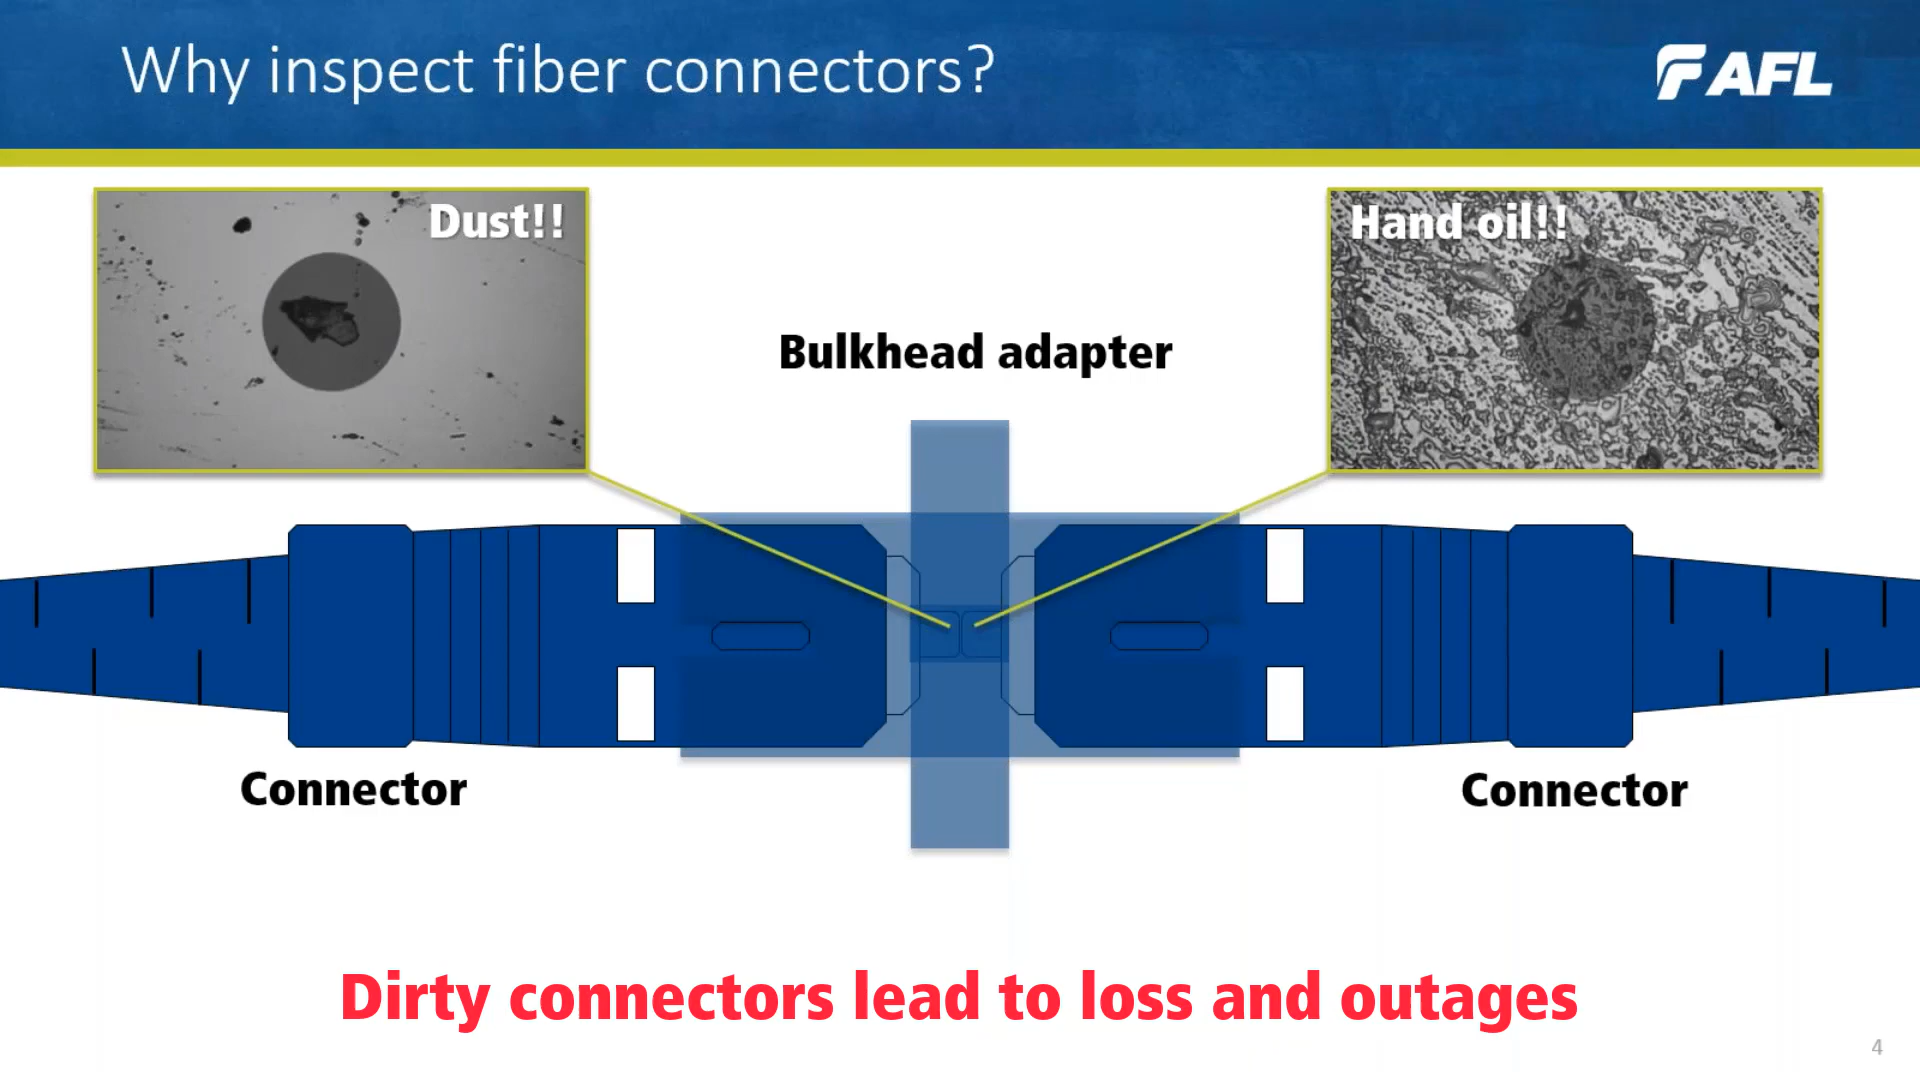 Why inspect fiber connectors?
AFL
Dust!!
Hand oil!!
Bulkhead adapter
Connector
Connector
Dirty connectors lead to loss and outages
4